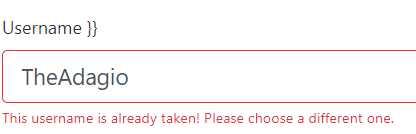 Username }}
TheAdagio
This username is already taken! Please choose a different one.